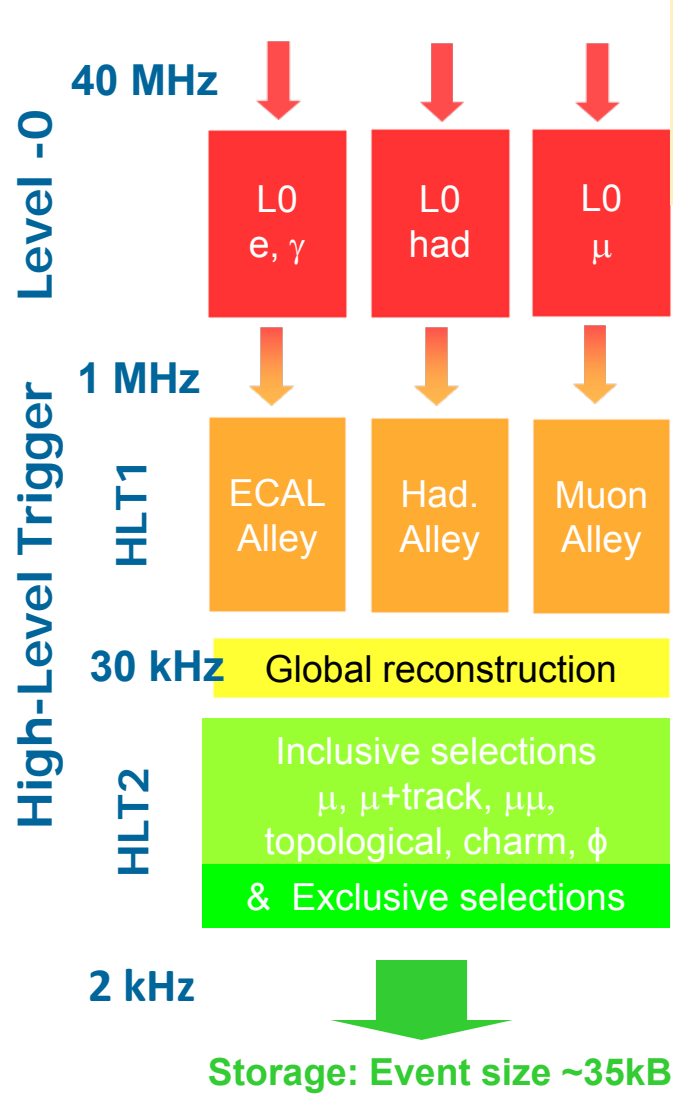 40 MHz
Level -0
L0
e, γ
L0
had
L0
μ
1 MHz
High-Level Trigger
HLT1
ECAL
Alley
Had.
Alley
Muon
Alley
30 kHz
Global reconstruction
HLT2
Inclusive selections
μ, μ+track, μμ,
topological, charm, ϕ
& Exclusive selections
2 kHz
Storage: Event size ~35kB